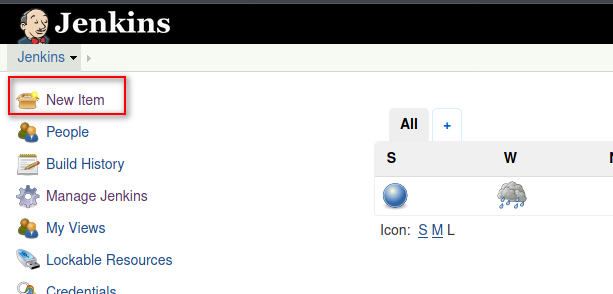 Jenkins
Jenkins
New Item
People
Build History
Manage Jenkins
My Views
Lockable Resources
Credentials
All +
S W
Icon: S M L